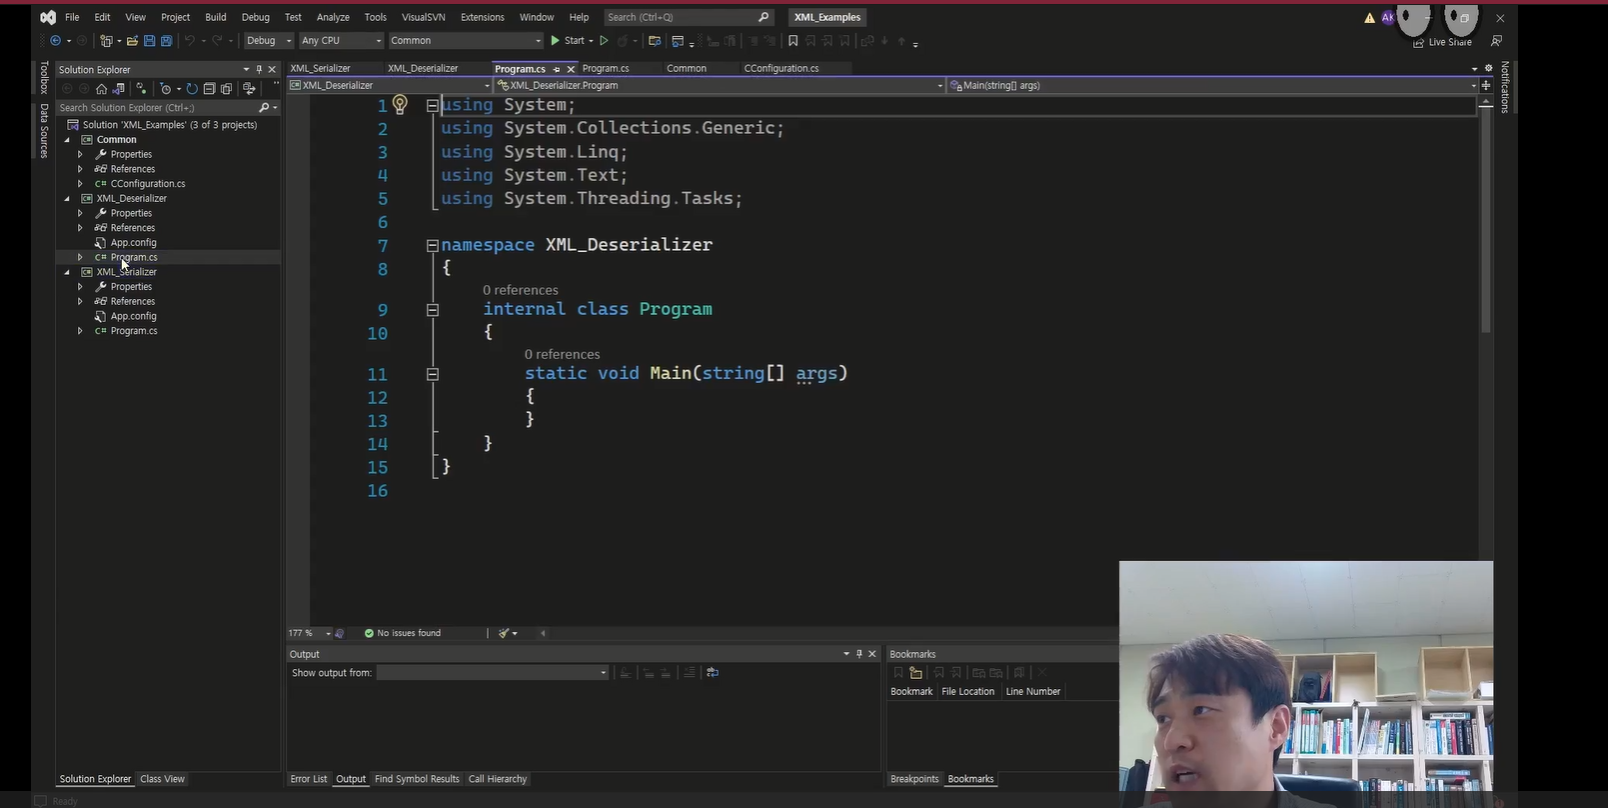 File Edit View Project Build Debug Test Analyze Tools VisualSVN Extensions Window Help Search (Ctrl+Q) XML_Examples AK
Debug Any CPU Common Start Live Share
Toolbox
Data Sources
Solution Explorer
Search Solution Explorer (Ctrl+;)
Solution 'XML_Examples' (3 of 3 projects)
Common
Properties
References
CConfiguration.cs
XML_Deserializer
Properties
References
App.config
Program.cs
XML_Serializer
Properties
References
App.config
Program.cs
Solution Explorer Class View
XML_Serializer XML_Deserializer Program.cs Program.cs Common CConfiguration.cs
XML_Deserializer XML_Deserializer.Program Main(string[] args)
1 using System;
2 using System.Collections.Generic;
3 using System.Linq;
4 using System.Text;
5 using System.Threading.Tasks;
6
7 namespace XML_Deserializer
8 {
0 references
9 internal class Program
10 {
0 references
11 static void Main(string[] args)
12 {
13 }
14 }
15 }
16
177 % No issues found
Output
Show output from:
Error List Output Find Symbol Results Call Hierarchy
Bookmarks
Bookmark File Location Line Number
Breakpoints Bookmarks
Notifications
Ready